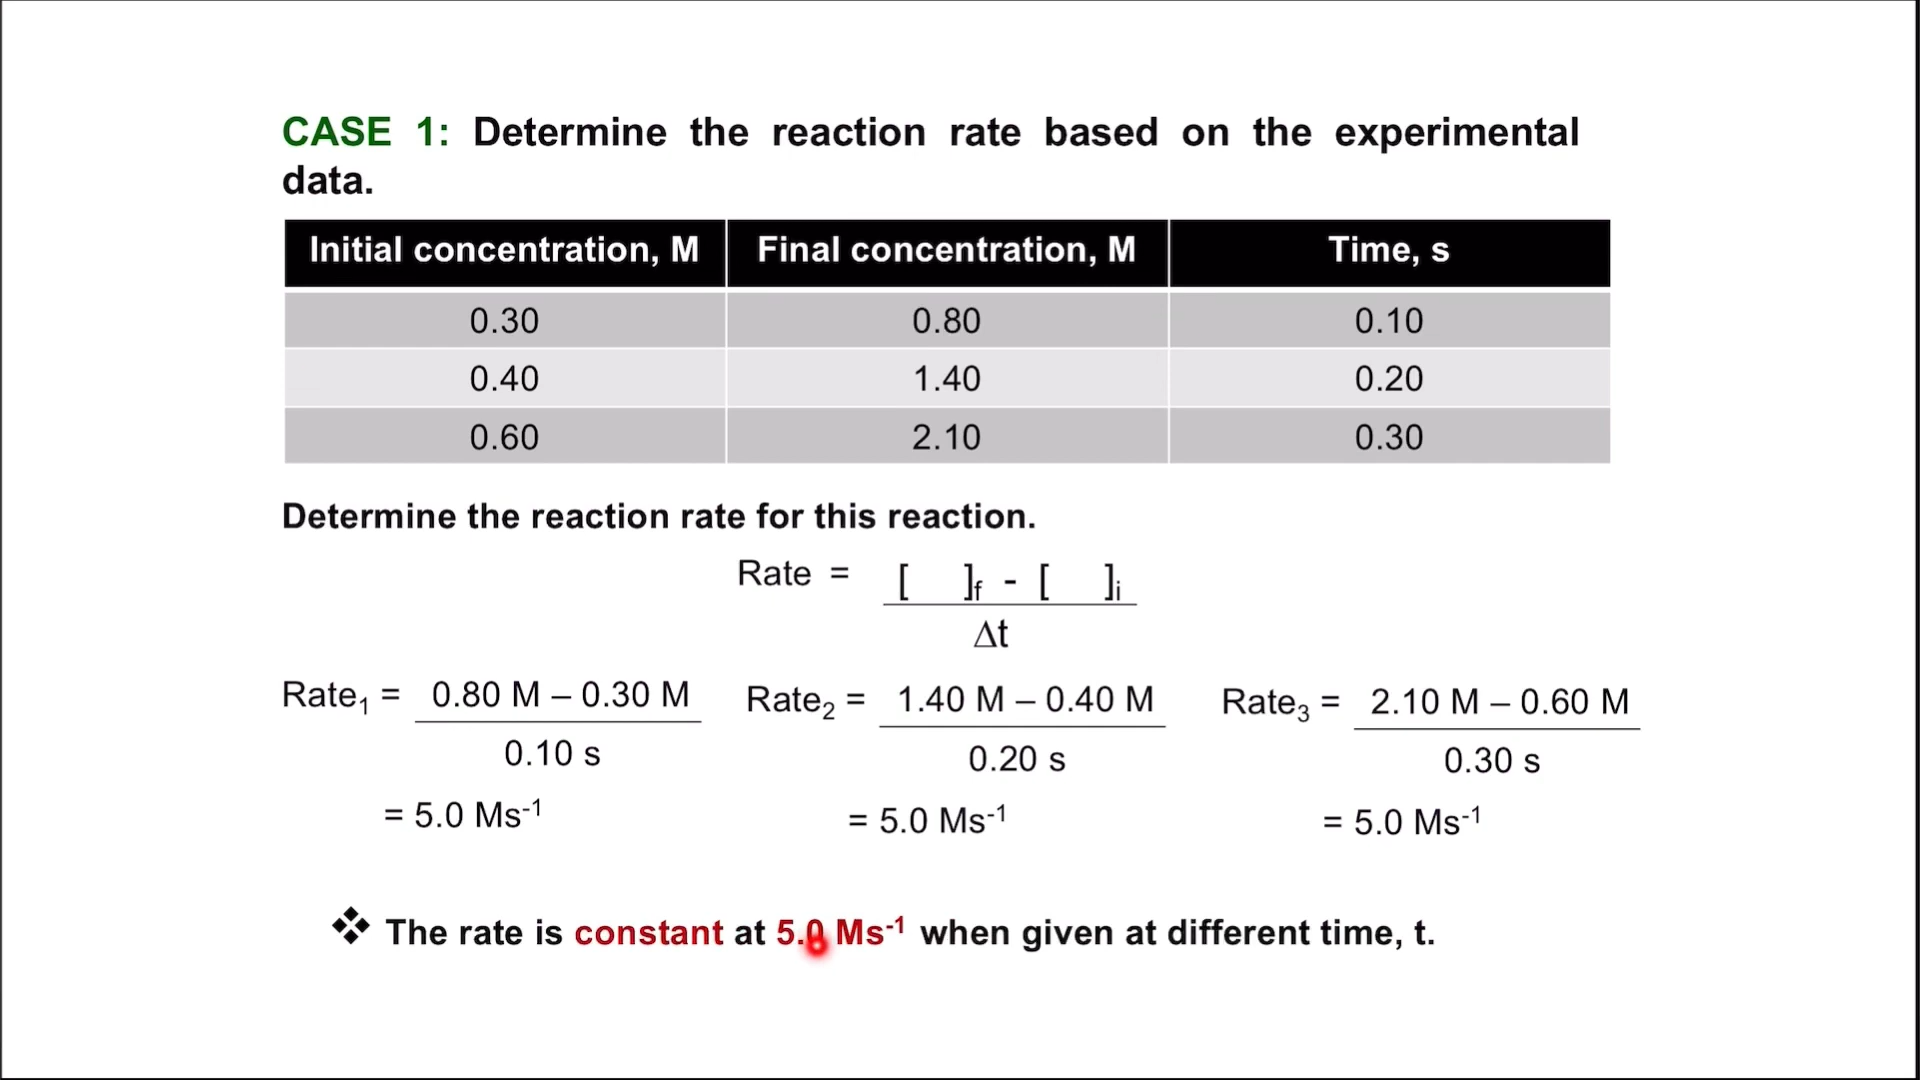 CASE 1: Determine the reaction rate based on the experimental
data.
Initial concentration, M Final concentration, M Time, s
0.30 0.80 0.10
0.40 1.40 0.20
0.60 2.10 0.30
Determine the reaction rate for this reaction.
Rate = [ ]f - [ ]i
Δt
Rate₁ = 0.80 M – 0.30 M Rate₂ = 1.40 M – 0.40 M Rate₃ = 2.10 M – 0.60 M
0.10 s 0.20 s 0.30 s
= 5.0 Ms⁻¹ = 5.0 Ms⁻¹ = 5.0 Ms⁻¹
❖ The rate is constant at 5.0 Ms⁻¹ when given at different time, t.